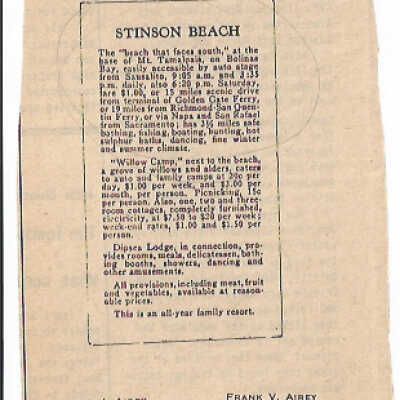 STINSON BEACH
The "beach that faces south," at the
base of Mt. Tamalpais, on Bolinas
Bay, easily accessible by auto stage
from Sausalito, 9:05 a.m. and 3:35
p.m. daily, also 6:20 p.m. Saturday,
fare $1.00, or 15 miles scenic drive
from terminal of Golden Gate Ferry,
or 19 miles from Richmond-San Quen-
tin Ferry, or via Napa and San Rafael
from Sacramento; has 3½ miles safe
bathing, fishing, boating, hunting, hot
sulphur baths, dancing, fine winter
and summer climate.
"Willow Camp," next to the beach,
a grove of willows and alders, caters
to auto and family camps at 20c per
day, $1.00 per week, and $3.00 per
month, per person. Picnicking, 15c
per person. Also, one, two and three-
room cottages, completely furnished,
electricity, at $7.50 to $20 per week;
week-end rates, $1.00 and $1.50 per
person.
Dipsea Lodge, in connection, pro-
vides rooms, meals, delicatessen, bath-
ing booths, showers, dancing and
other amusements.
All provisions, including meat, fruit
and vegetables, available at reason-
able prices.
This is an all-year family resort.
FRANK V. AIREY